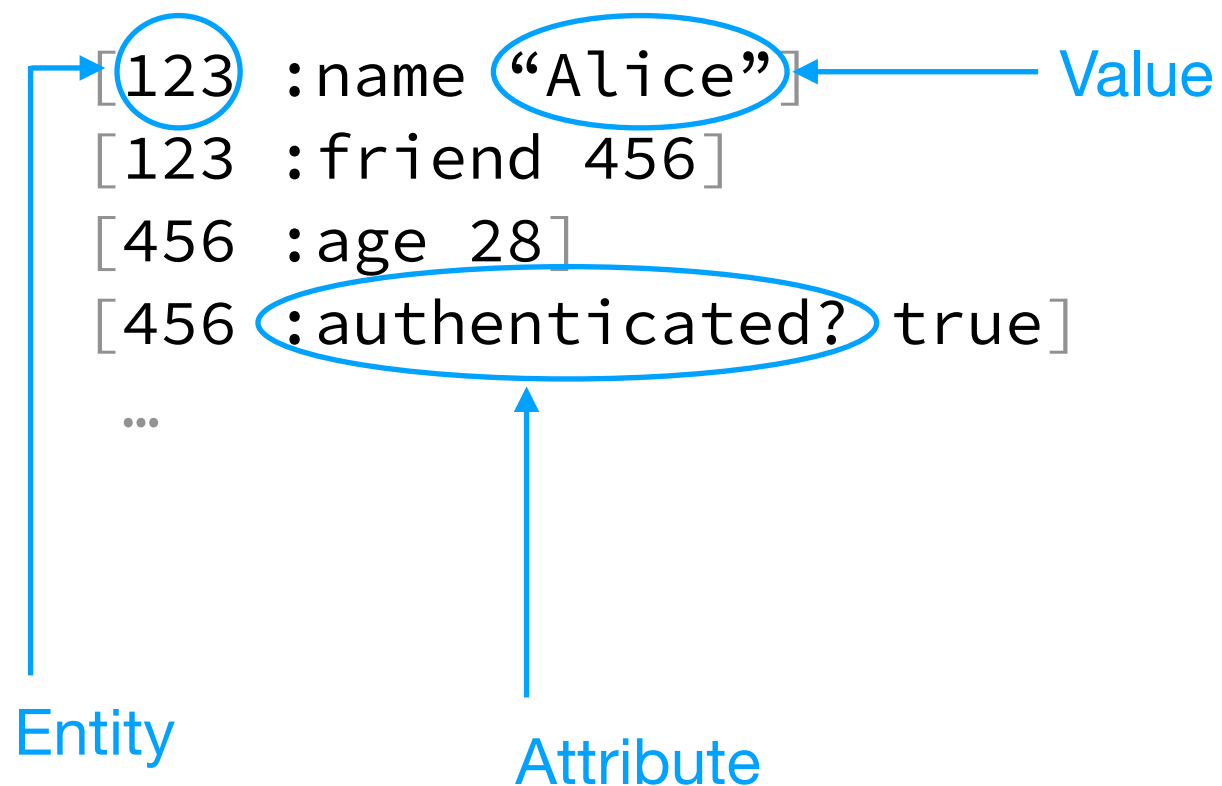 [123 :name “Alice”]
Value
[123 :friend 456]
[456 :age 28]
[456 :authenticated? true]
…
Entity
Attribute